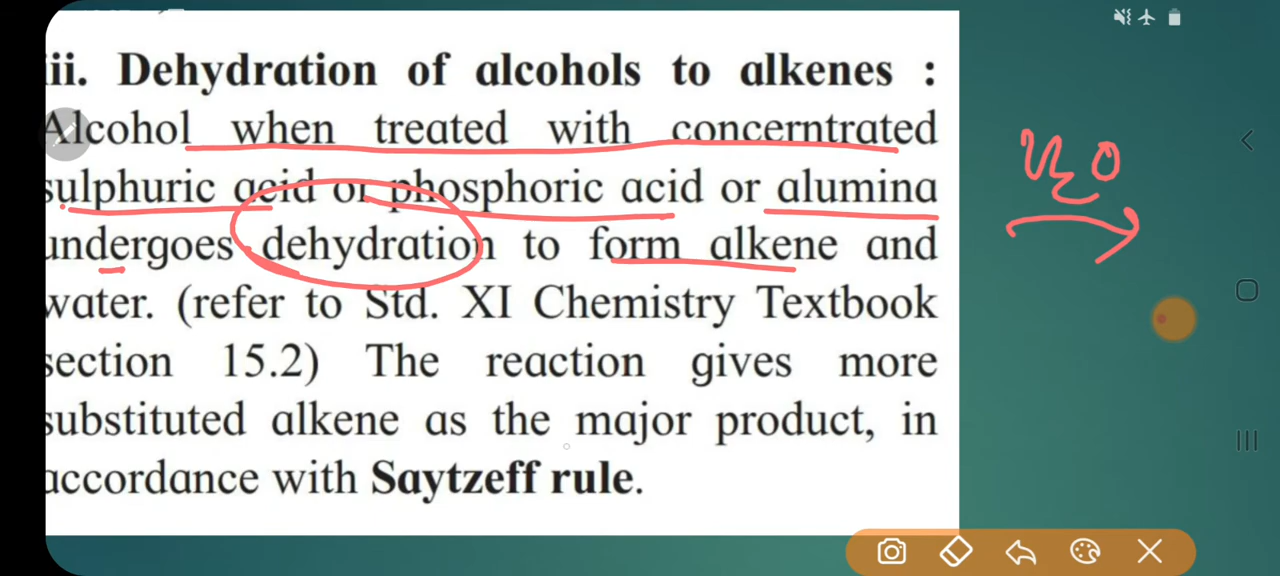 ii. Dehydration of alcohols to alkenes :
Alcohol when treated with concerntrated
sulphuric acid or phosphoric acid or alumina
undergoes dehydration to form alkene and
water. (refer to Std. XI Chemistry Textbook
section 15.2) The reaction gives more
substituted alkene as the major product, in
accordance with Saytzeff rule.
H₂O